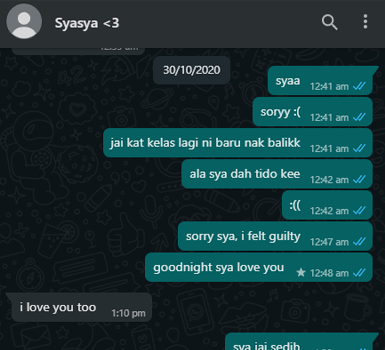 Syasya <3
30/10/2020
syaa 12:41 am
soryy :( 12:41 am
jai kat kelas lagi ni baru nak balikk 12:41 am
ala sya dah tido kee 12:42 am
:(( 12:42 am
sorry sya, i felt guilty 12:47 am
goodnight sya love you 12:48 am
i love you too 1:10 pm
sya jai sedih